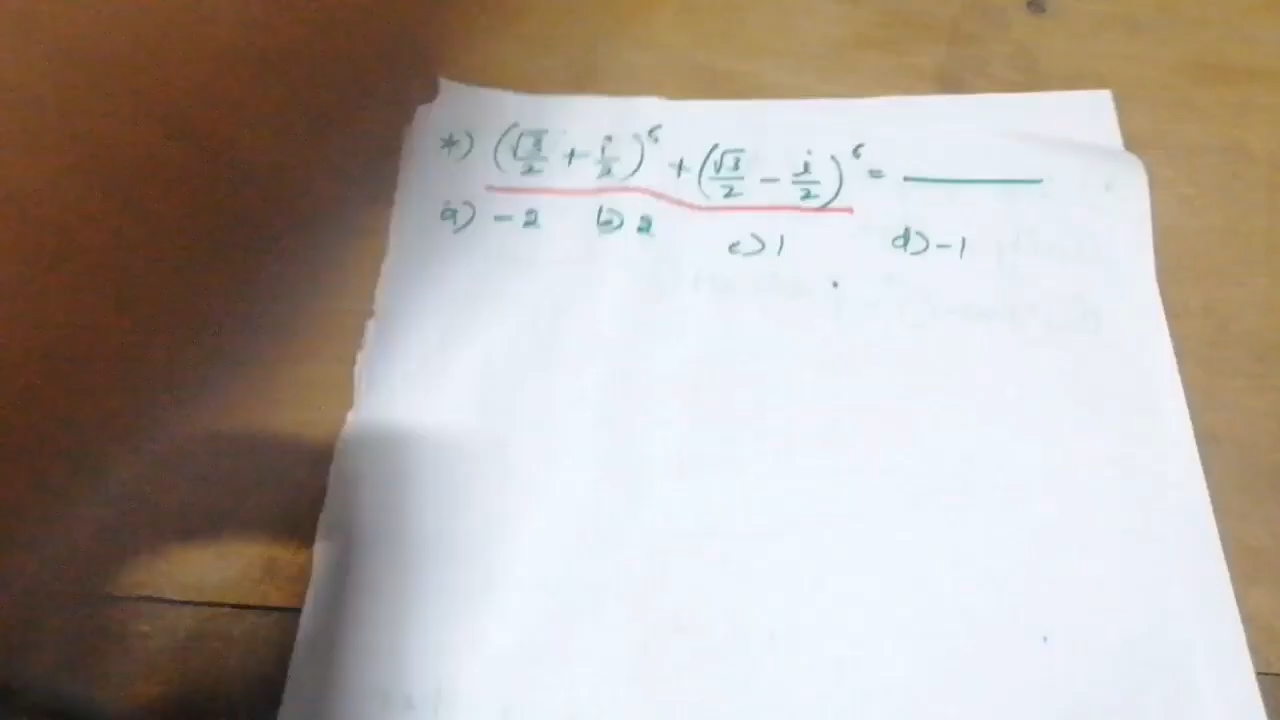 *) (√3/2 + i/2)^6 + (√3/2 - i/2)^6 = ______
a) -2 b) 2 c) 1 d) -1